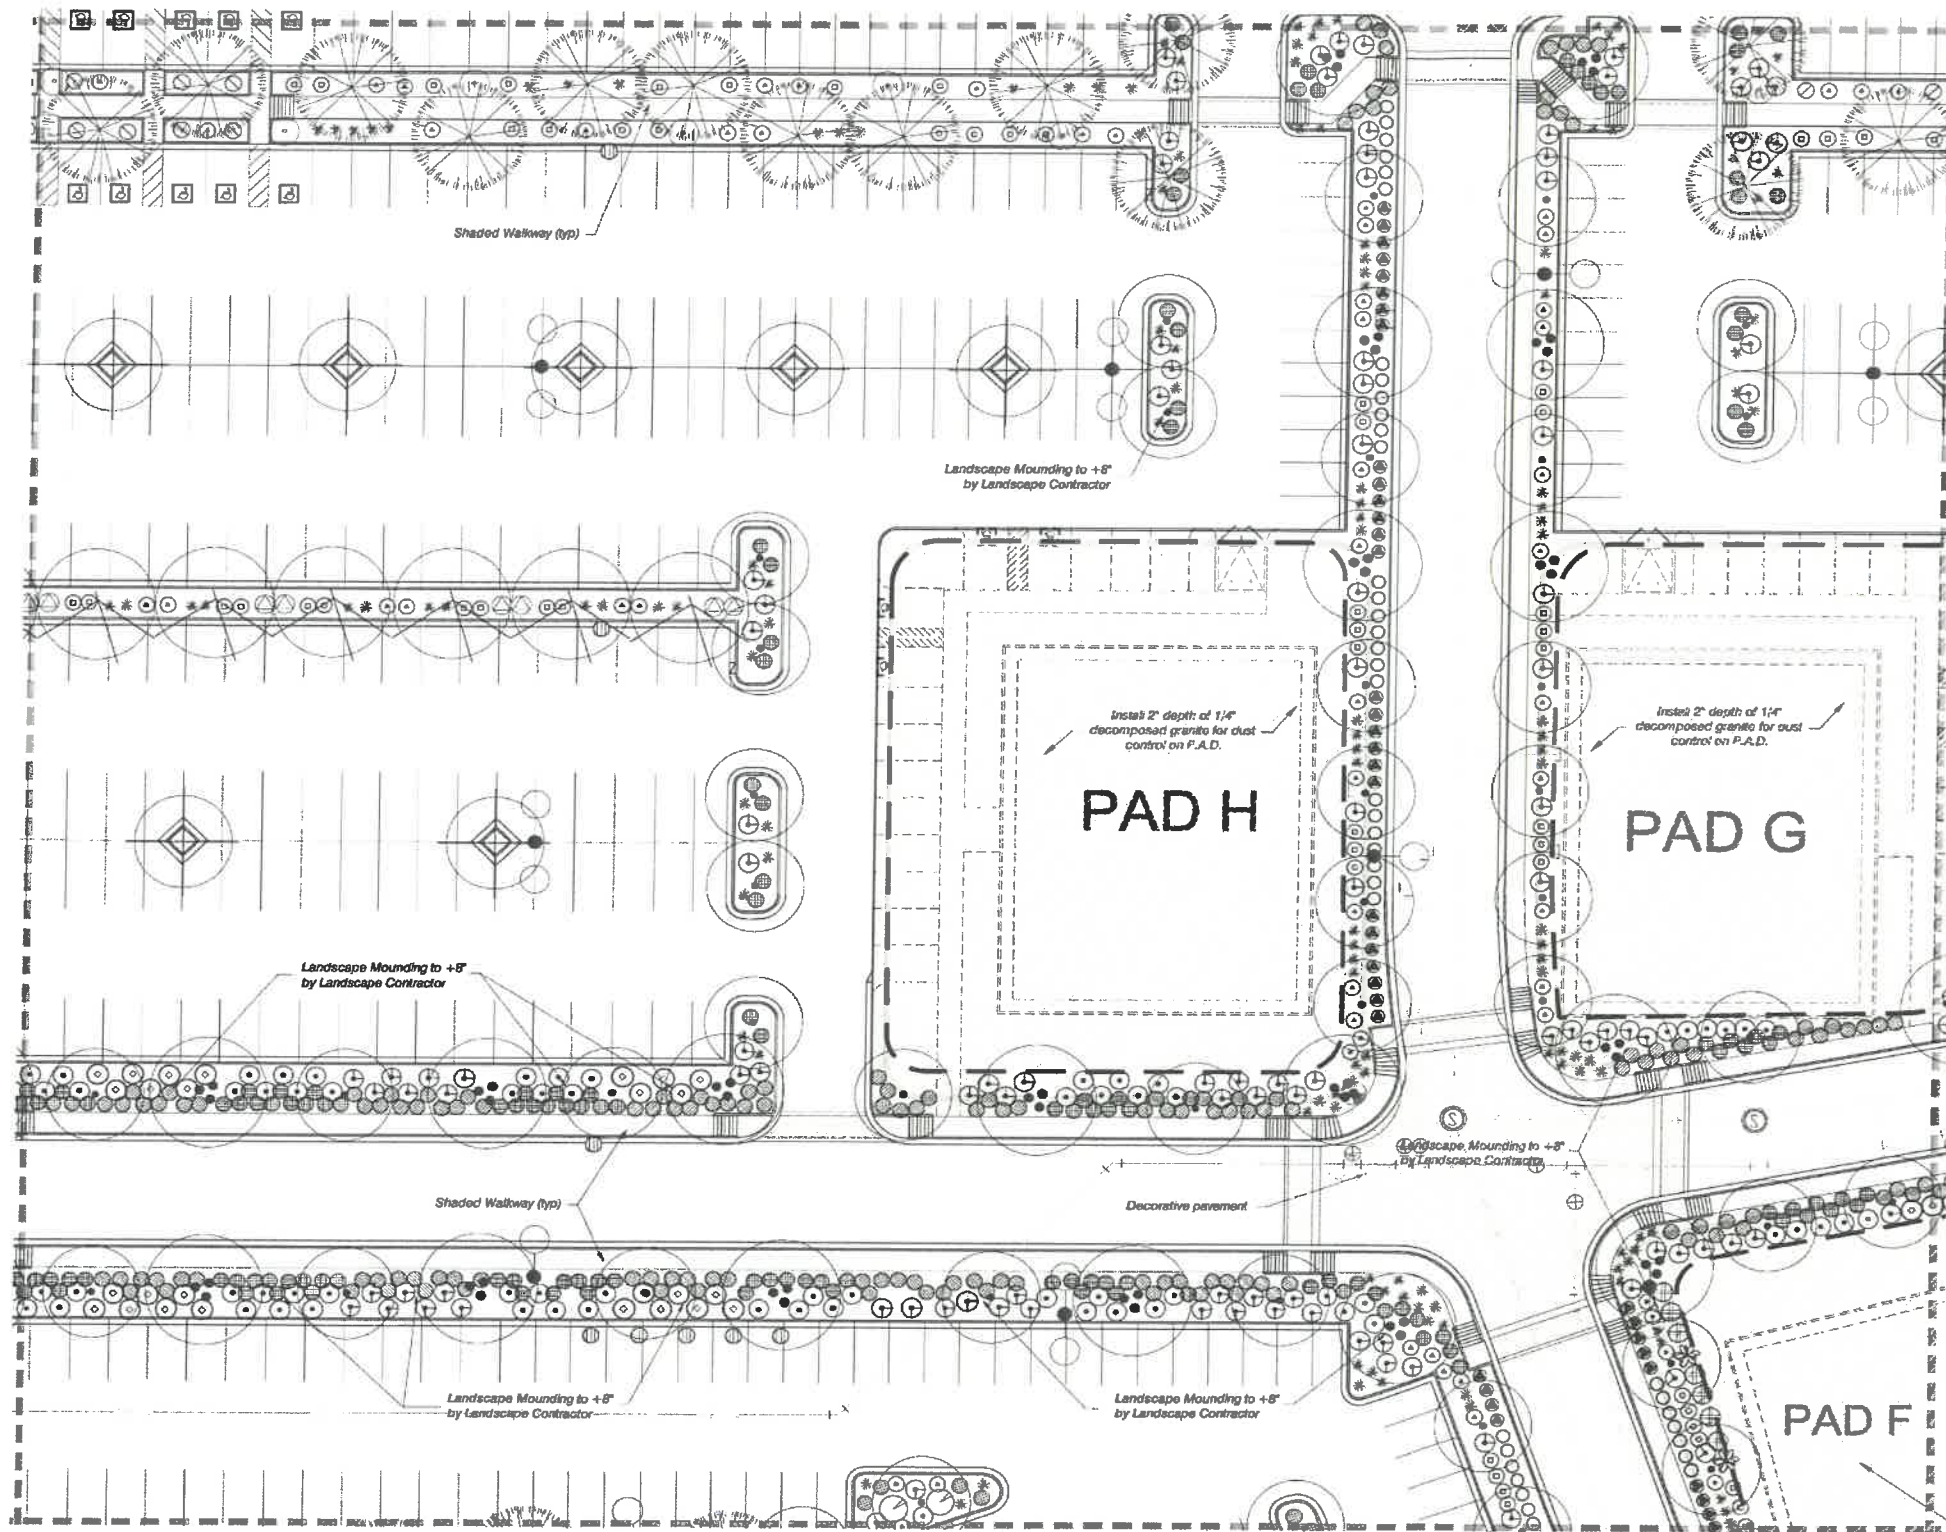 Shaded Walkway (typ)
Landscape Mounding to +8"
by Landscape Contractor
Install 2" depth of 1/4"
decomposed granite for dust
control on P.A.D.
PAD H
Install 2" depth of 1/4"
decomposed granite for dust
control on P.A.D.
PAD G
Landscape Mounding to +8"
by Landscape Contractor
S
S
Landscape Mounding to +8"
by Landscape Contractor
Shaded Walkway (typ)
Decorative pavement
Landscape Mounding to +8"
by Landscape Contractor
Landscape Mounding to +8"
by Landscape Contractor
PAD F